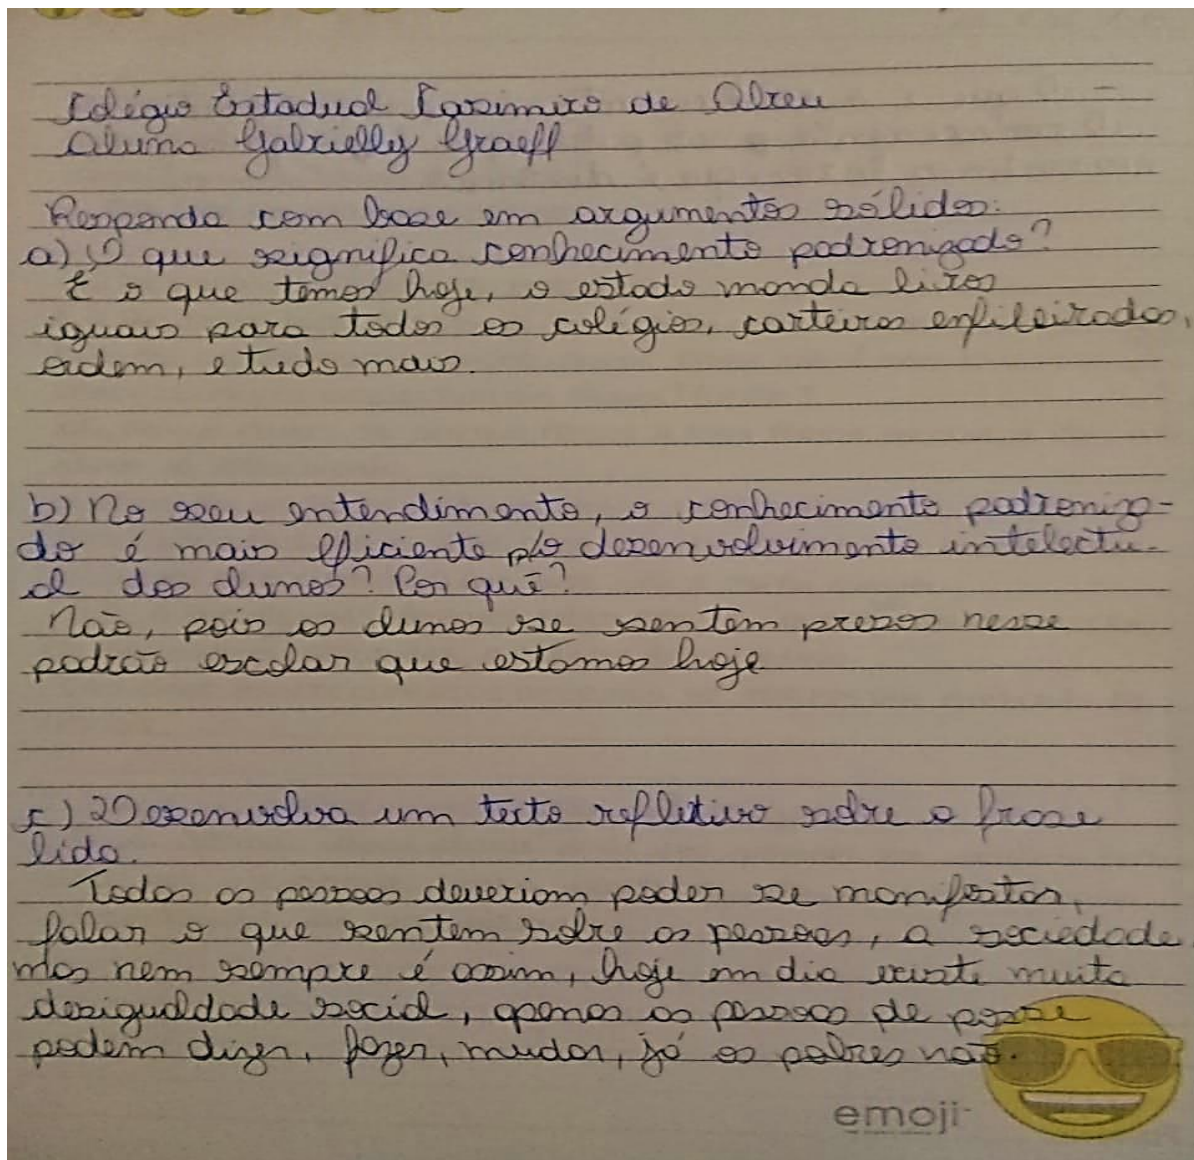 Colégio Estadual Casimiro de Abreu
Aluna Gabrielly Graeff
Responda com base em argumentos sólidos:
a) O que significa conhecimento padronizado?
É o que temos hoje, o estado manda livros
iguais para todos os colégios, carteiras enfileiradas,
ordem, e tudo mais.
b) No seu entendimento, o conhecimento padroniza-
do é mais eficiente p/o desenvolvimento intelectu-
al dos alunos? Por quê?
Não, pois os alunos se sentem presos nesse
padrão escolar que estamos hoje
c) Desenvolva um texto refletivo sobre a frase
lida.
Todas as pessoas deveriam poder se manifestar,
falar o que sentem sobre as pessoas, a sociedade
mas nem sempre é assim, hoje em dia existe muita
desigualdade social, apenas as pessoas de posse
podem dizer, fazer, mudar, já os pobres não.
emoji